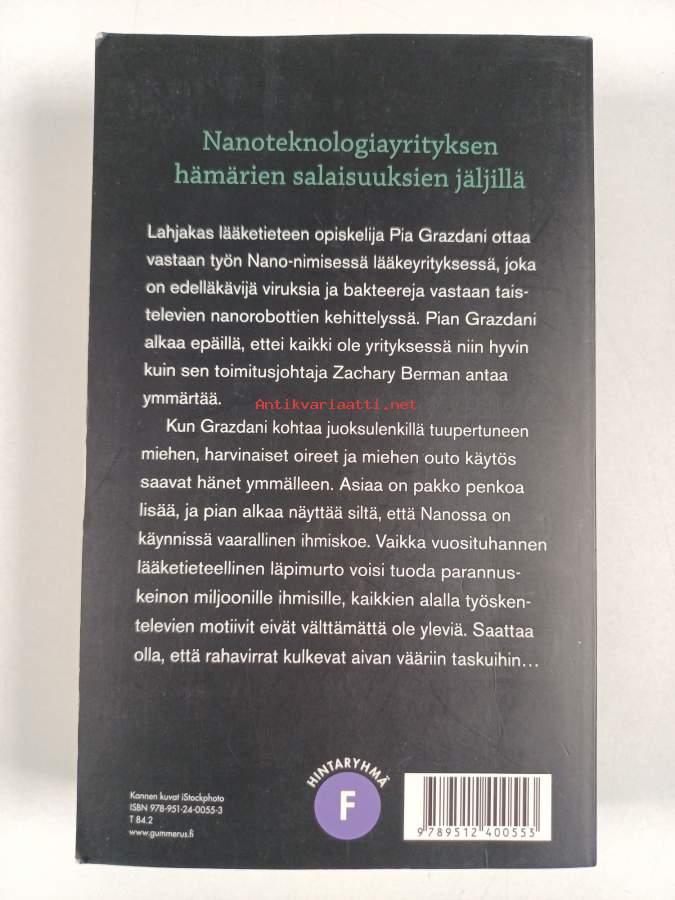 Nanoteknologiayrityksen
hämärien salaisuuksien jäljillä
Lahjakas lääketieteen opiskelija Pia Grazdani ottaa
vastaan työn Nano-nimisessä lääkeyrityksessä, joka
on edelläkävijä viruksia ja bakteereja vastaan tais-
televien nanorobottien kehittelyssä. Pian Grazdani
alkaa epäillä, ettei kaikki ole yrityksessä niin hyvin
kuin sen toimitusjohtaja Zachary Berman antaa
ymmärtää.
Antikvariaatti.net
Kun Grazdani kohtaa juoksulenkillä tuupertuneen
miehen, harvinaiset oireet ja miehen outo käytös
saavat hänet ymmälleen. Asiaa on pakko penkoa
lisää, ja pian alkaa näyttää siltä, että Nanossa on
käynnissä vaarallinen ihmiskoe. Vaikka vuosituhannen
lääketieteellinen läpimurto voisi tuoda parannus-
keinon miljoonille ihmisille, kaikkien alalla työsken-
televien motiivit eivät välttämättä ole yleviä. Saattaa
olla, että rahavirrat kulkevat aivan vääriin taskuihin…
Kannen kuvat iStockphoto
ISBN 978-951-24-0055-3
T 84.2
www.gummerus.fi
HINTARYHMÄ
F
9 789512 400553